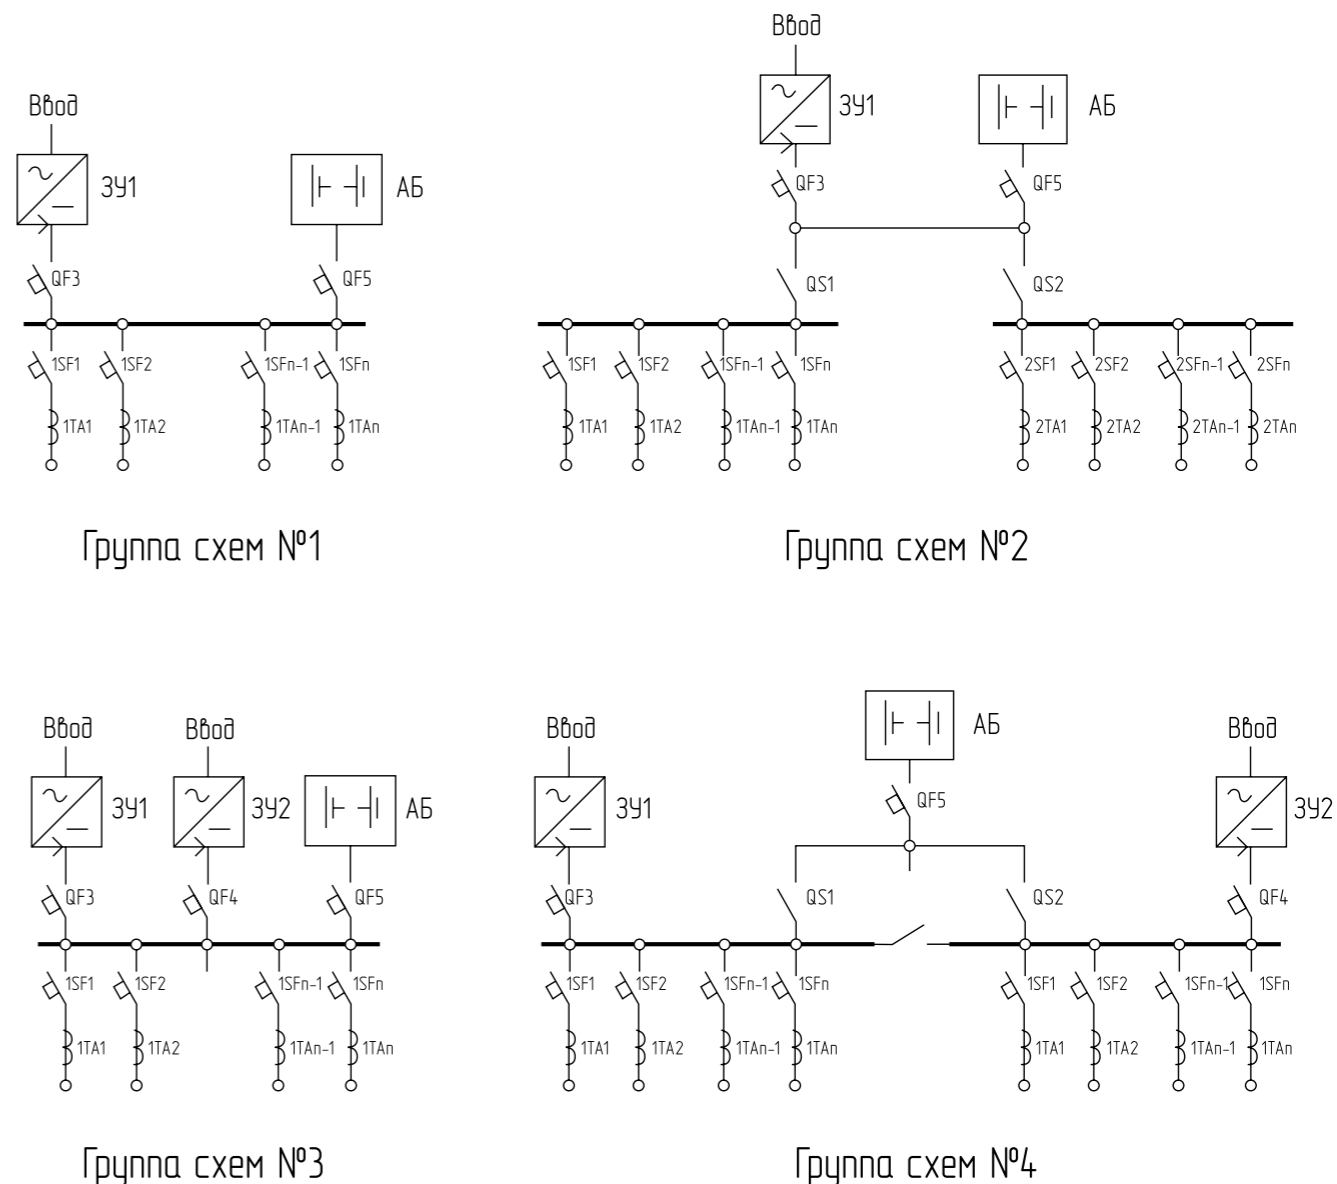 Ввод
ЗУ1
АБ
QF3
QF5
1SF1
1SF2
1SFn-1
1SFn
1TA1
1TA2
1TAn-1
1TAn
Группа схем №1
Ввод
ЗУ1
АБ
QF3
QF5
QS1
QS2
1SF1
1SF2
1SFn-1
1SFn
2SF1
2SF2
2SFn-1
2SFn
1TA1
1TA2
1TAn-1
1TAn
2TA1
2TA2
2TAn-1
2TAn
Группа схем №2
Ввод
Ввод
ЗУ1
ЗУ2
АБ
QF3
QF4
QF5
1SF1
1SF2
1SFn-1
1SFn
1TA1
1TA2
1TAn-1
1TAn
Группа схем №3
АБ
Ввод
Ввод
ЗУ1
QF5
ЗУ2
QF3
QS1
QS2
QF4
1SF1
1SF2
1SFn-1
1SFn
1SF1
1SF2
1SFn-1
1SFn
1TA1
1TA2
1TAn-1
1TAn
1TA1
1TA2
1TAn-1
1TAn
Группа схем №4